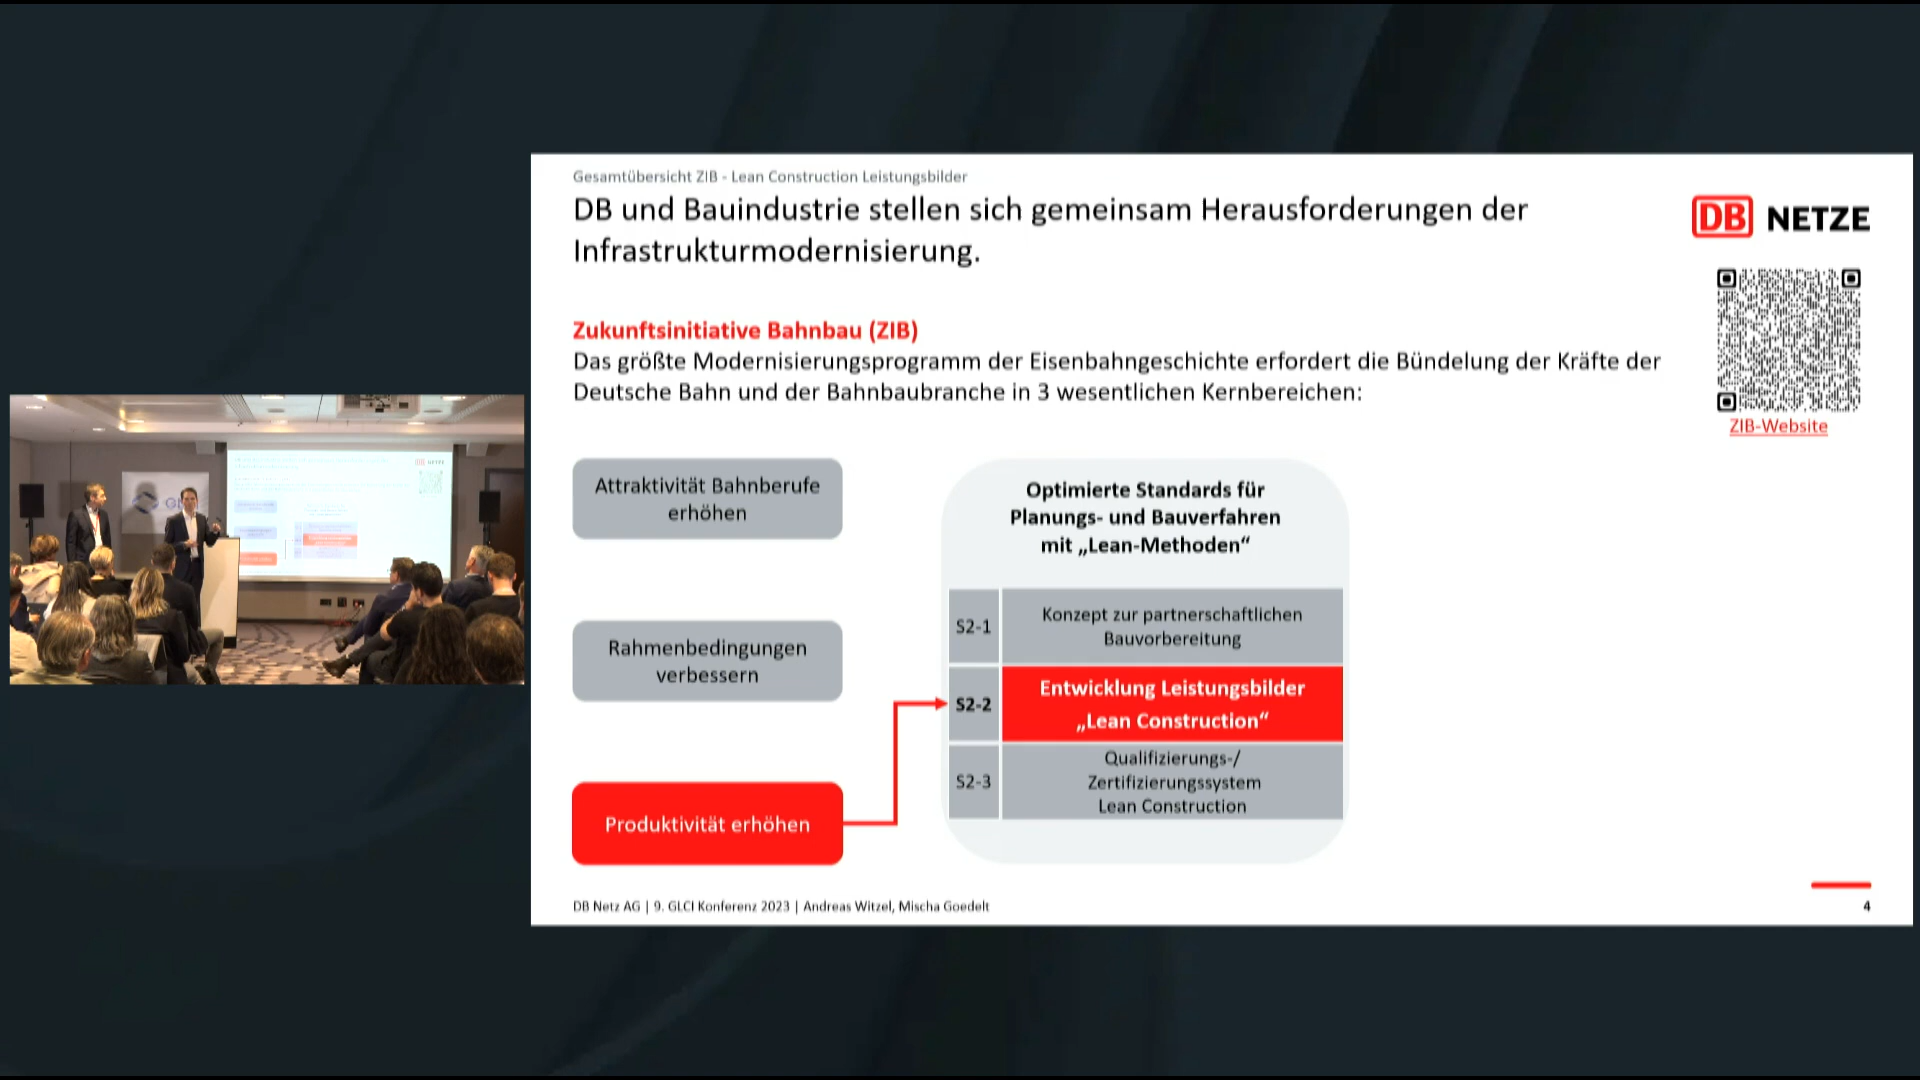 Gesamtübersicht ZIB - Lean Construction Leistungsbilder
DB und Bauindustrie stellen sich gemeinsam Herausforderungen der
Infrastrukturmodernisierung.
DB NETZE
Zukunftsinitiative Bahnbau (ZIB)
Das größte Modernisierungsprogramm der Eisenbahngeschichte erfordert die Bündelung der Kräfte der
Deutsche Bahn und der Bahnbaubranche in 3 wesentlichen Kernbereichen:
ZIB-Website
Attraktivität Bahnberufe
erhöhen
Rahmenbedingungen
verbessern
Produktivität erhöhen
Optimierte Standards für
Planungs- und Bauverfahren
mit „Lean-Methoden“
S2-1
Konzept zur partnerschaftlichen
Bauvorbereitung
S2-2
Entwicklung Leistungsbilder
„Lean Construction“
S2-3
Qualifizierungs-/
Zertifizierungssystem
Lean Construction
DB Netz AG | 9. GLCI Konferenz 2023 | Andreas Witzel, Mischa Goedelt
4